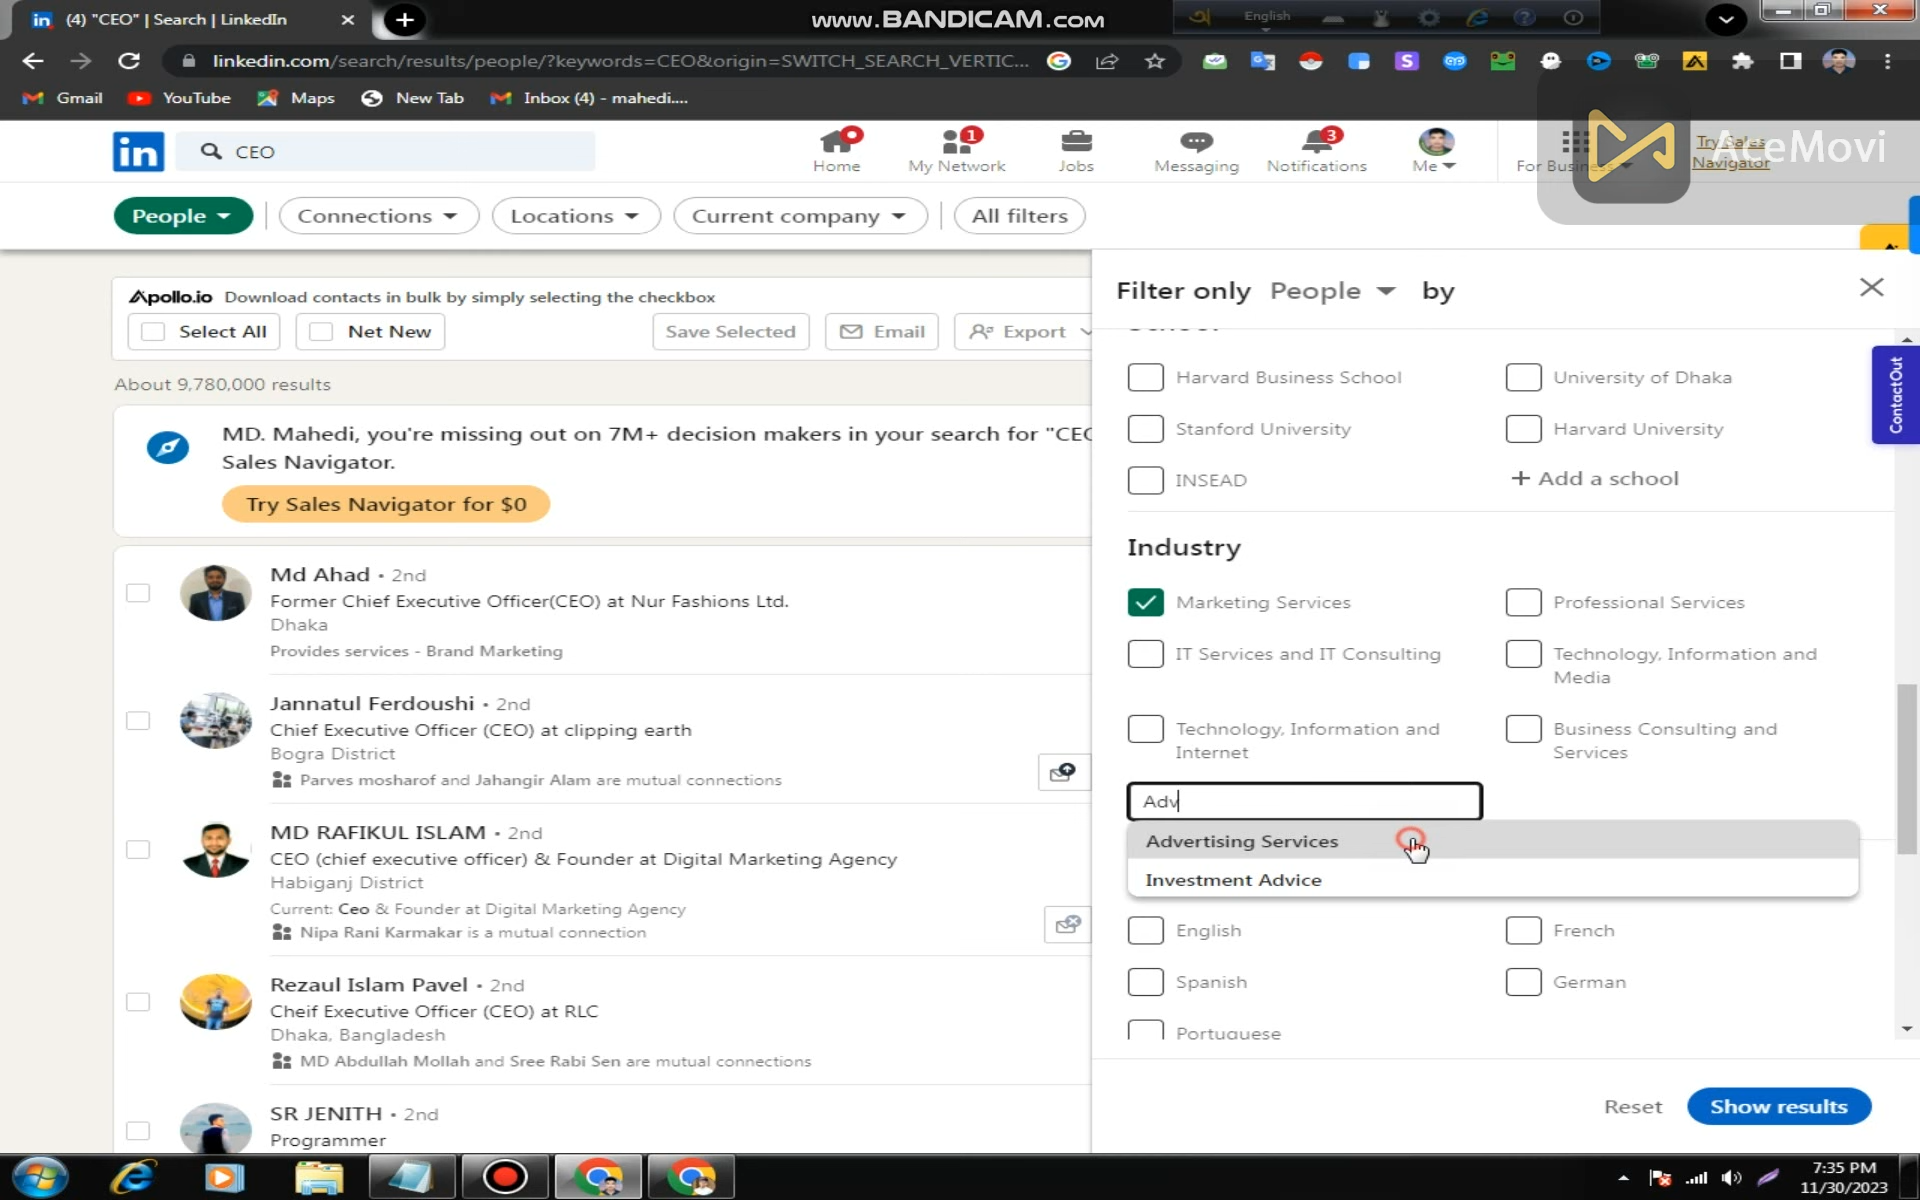 (4) "CEO" | Search | LinkedIn
www.BANDICAM.com
English
linkedin.com/search/results/people/?keywords=CEO&origin=SWITCH_SEARCH_VERTIC...
Gmail
YouTube
Maps
New Tab
Inbox (4) - mahedi....
in
CEO
Home
1
My Network
Jobs
Messaging
3
Notifications
Me
For Business
Try Sales
Navigator
AceMovi
People
Connections
Locations
Current company
All filters
Apollo.io Download contacts in bulk by simply selecting the checkbox
Select All
Net New
Save Selected
Email
Export
About 9,780,000 results
MD. Mahedi, you're missing out on 7M+ decision makers in your search for "CEO
Sales Navigator.
Try Sales Navigator for $0
Md Ahad • 2nd
Former Chief Executive Officer(CEO) at Nur Fashions Ltd.
Dhaka
Provides services - Brand Marketing
Jannatul Ferdoushi • 2nd
Chief Executive Officer (CEO) at clipping earth
Bogra District
Parves mosharof and Jahangir Alam are mutual connections
MD RAFIKUL ISLAM • 2nd
CEO (chief executive officer) & Founder at Digital Marketing Agency
Habiganj District
Current: Ceo & Founder at Digital Marketing Agency
Nipa Rani Karmakar is a mutual connection
Rezaul Islam Pavel • 2nd
Cheif Executive Officer (CEO) at RLC
Dhaka, Bangladesh
MD Abdullah Mollah and Sree Rabi Sen are mutual connections
SR JENITH • 2nd
Programmer
Filter only People by
School
Harvard Business School
University of Dhaka
Stanford University
Harvard University
INSEAD
+ Add a school
Industry
Marketing Services
Professional Services
IT Services and IT Consulting
Technology, Information and
Media
Technology, Information and
Internet
Business Consulting and
Services
Adv
Advertising Services
Investment Advice
English
French
Spanish
German
Portuguese
Reset
Show results
ContactOut
7:35 PM
11/30/2023